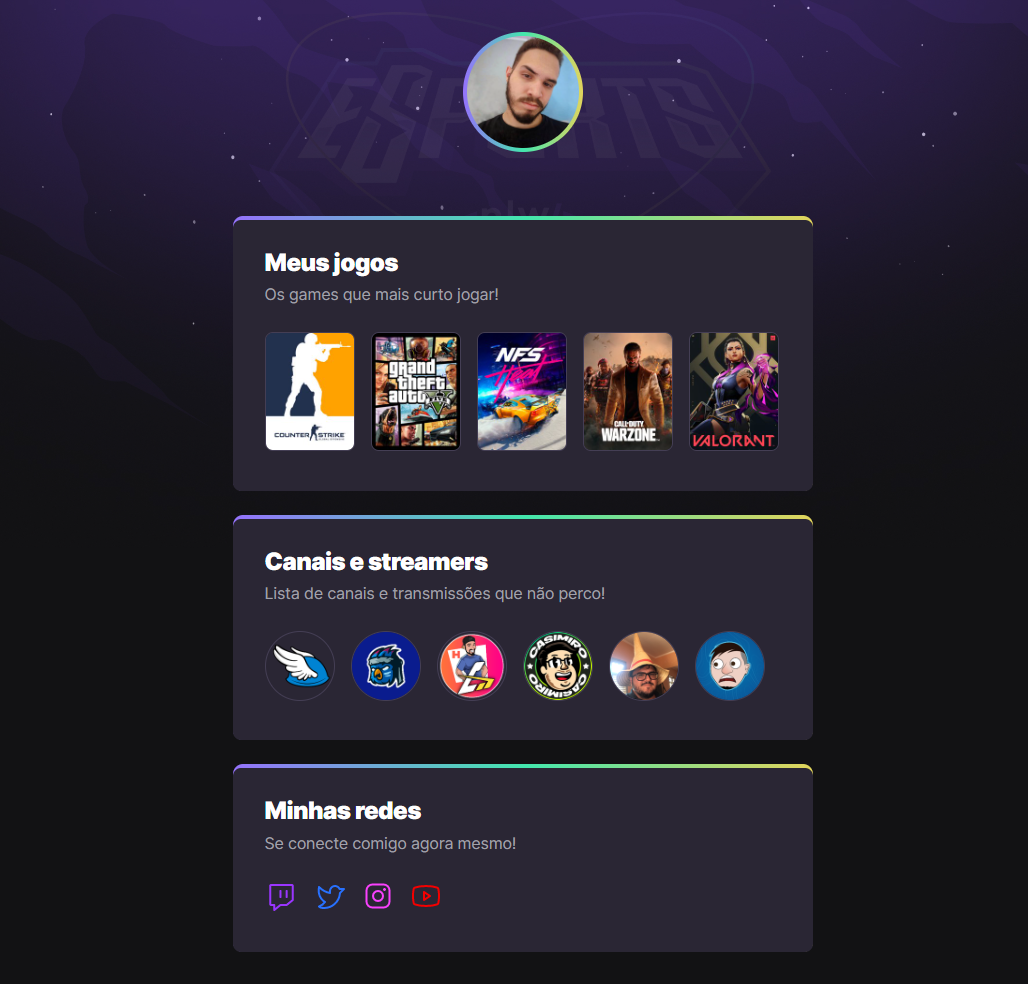 ESPORTS
nlw/
Meus jogos
Os games que mais curto jogar!
COUNTER STRIKE
grand
theft
auto
V
FIVE
NFS
Heat
CALL OF DUTY
WARZONE
VALORANT
Canais e streamers
Lista de canais e transmissões que não perco!
H
CASIMIRO
CASIMIRO
Minhas redes
Se conecte comigo agora mesmo!